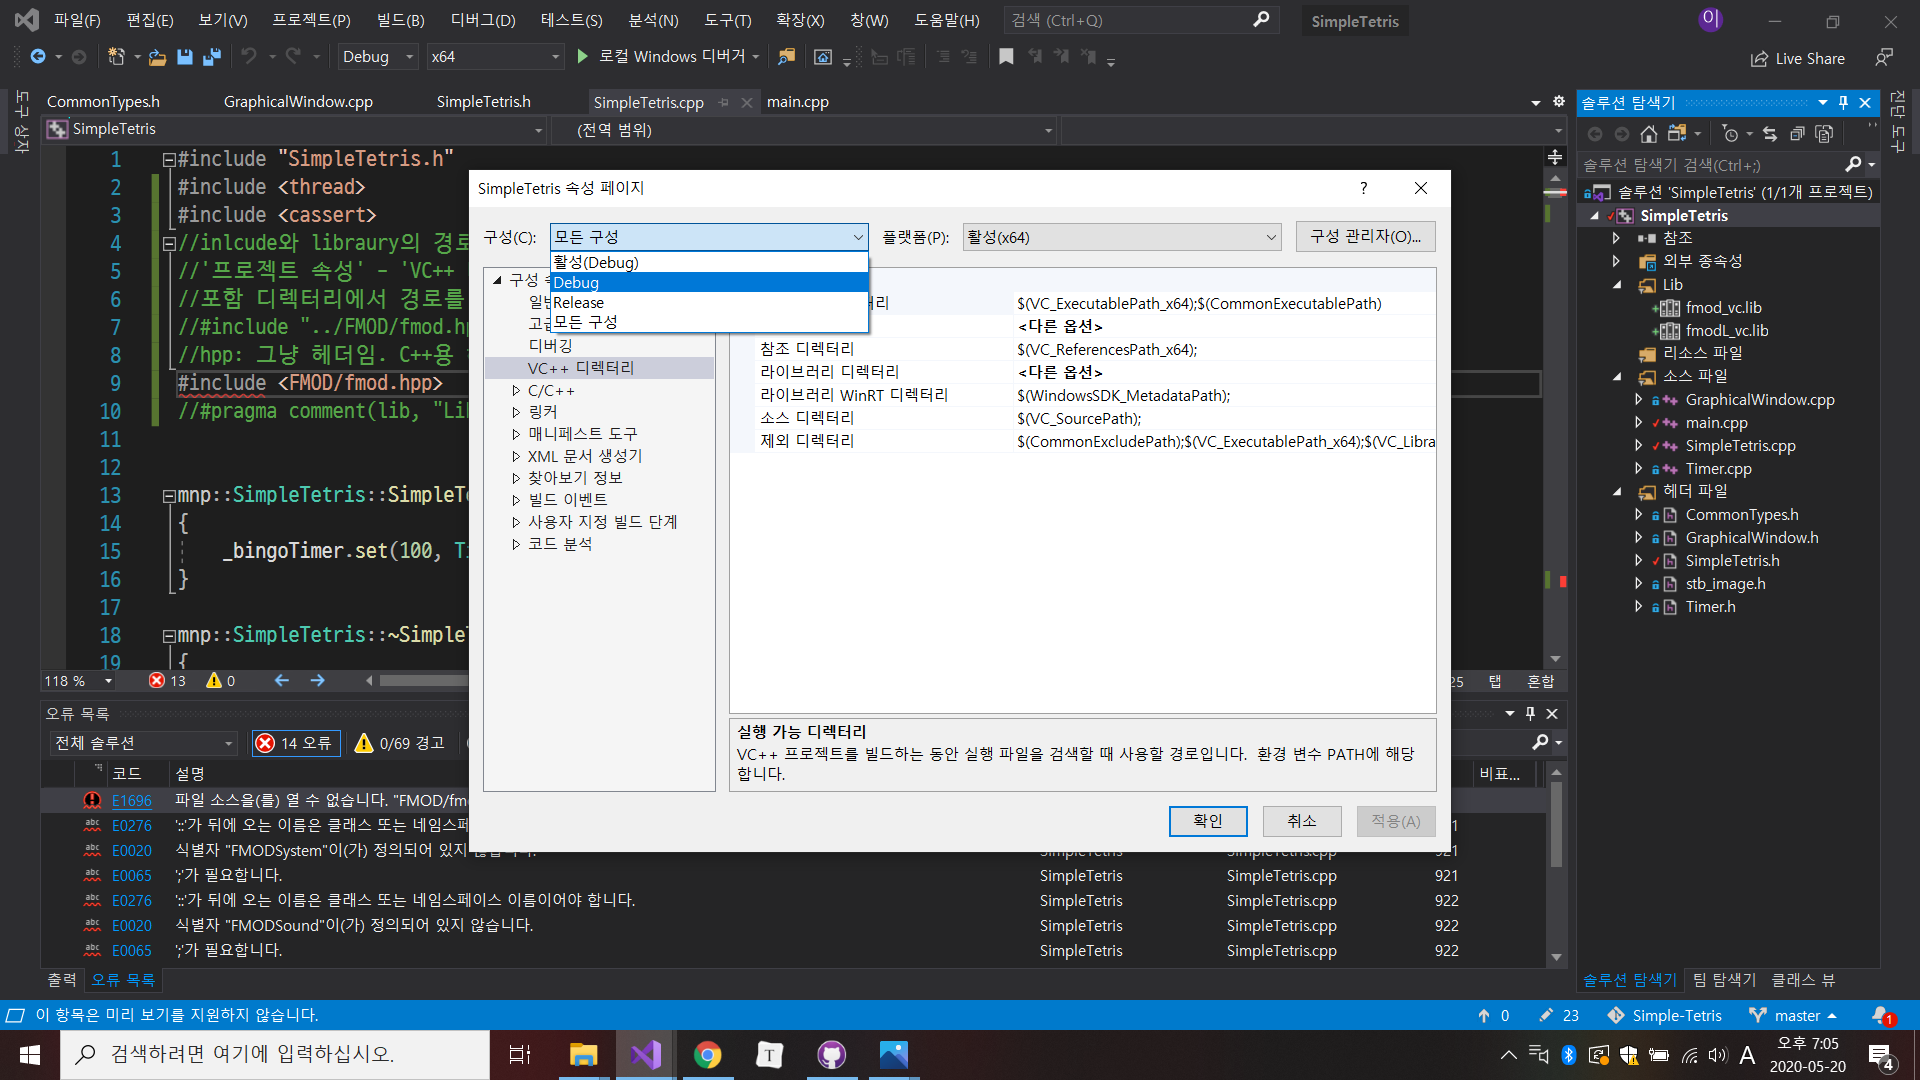 파일(F) 편집(E) 보기(V) 프로젝트(P) 빌드(B) 디버그(D) 테스트(S) 분석(N) 도구(T) 확장(X) 창(W) 도움말(H) 검색 (Ctrl+Q) SimpleTetris 이
Debug x64 로컬 Windows 디버거 Live Share
도구 상자
CommonTypes.h GraphicalWindow.cpp SimpleTetris.h SimpleTetris.cpp main.cpp
SimpleTetris (전역 범위)
1 #include "SimpleTetris.h"
2 #include <thread>
3 #include <cassert>
4 //inlcude와 libraury의 경로
5 //'프로젝트 속성' - 'VC++
6 //포함 디렉터리에서 경로를
7 //#include "../FMOD/fmod.hp
8 //hpp: 그냥 헤더임. C++용
9 #include <FMOD/fmod.hpp>
10 //#pragma comment(lib, "Lil
11
12
13 mnp::SimpleTetris::SimpleTe
14 {
15 _bingoTimer.set(100, Ti
16 }
17
18 mnp::SimpleTetris::~SimpleT
19 {
118 % 13 0
25 탭 혼합
SimpleTetris 속성 페이지 ?
구성(C): 모든 구성 플랫폼(P): 활성(x64) 구성 관리자(O)...
활성(Debug)
Debug
Release
모든 구성
구성 속
일반
고급
디버깅
VC++ 디렉터리
C/C++
링커
매니페스트 도구
XML 문서 생성기
찾아보기 정보
빌드 이벤트
사용자 지정 빌드 단계
코드 분석
리 $(VC_ExecutablePath_x64);$(CommonExecutablePath)
<다른 옵션>
참조 디렉터리 $(VC_ReferencesPath_x64);
라이브러리 디렉터리 <다른 옵션>
라이브러리 WinRT 디렉터리 $(WindowsSDK_MetadataPath);
소스 디렉터리 $(VC_SourcePath);
제외 디렉터리 $(CommonExcludePath);$(VC_ExecutablePath_x64);$(VC_Libra
실행 가능 디렉터리
VC++ 프로젝트를 빌드하는 동안 실행 파일을 검색할 때 사용할 경로입니다. 환경 변수 PATH에 해당
합니다.
확인 취소 적용(A)
오류 목록
전체 솔루션 14 오류 0/69 경고
코드 설명 비표...
E1696 파일 소스을(를) 열 수 없습니다. "FMOD/fmo
E0276 '::'가 뒤에 오는 이름은 클래스 또는 네임스페 1
E0020 식별자 "FMODSystem"이(가) 정의되어 있지 않습니다. SimpleTetris SimpleTetris.cpp 921
E0065 ';'가 필요합니다. SimpleTetris SimpleTetris.cpp 921
E0276 '::'가 뒤에 오는 이름은 클래스 또는 네임스페이스 이름이어야 합니다. SimpleTetris SimpleTetris.cpp 922
E0020 식별자 "FMODSound"이(가) 정의되어 있지 않습니다. SimpleTetris SimpleTetris.cpp 922
E0065 ';'가 필요합니다. SimpleTetris SimpleTetris.cpp 922
출력 오류 목록
솔루션 탐색기
솔루션 탐색기 검색(Ctrl+;)
솔루션 'SimpleTetris' (1/1개 프로젝트)
SimpleTetris
참조
외부 종속성
Lib
fmod_vc.lib
fmodL_vc.lib
리소스 파일
소스 파일
GraphicalWindow.cpp
main.cpp
SimpleTetris.cpp
Timer.cpp
헤더 파일
CommonTypes.h
GraphicalWindow.h
SimpleTetris.h
stb_image.h
Timer.h
솔루션 탐색기 팀 탐색기 클래스 뷰
진단 도구
이 항목은 미리 보기를 지원하지 않습니다. 0 23 Simple-Tetris master 1
검색하려면 여기에 입력하십시오. T A 오후 7:05
2020-05-20 4